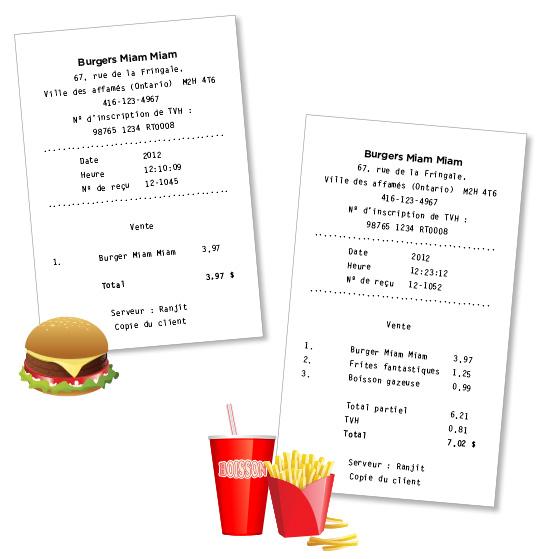 Burgers Miam Miam
67, rue de la Fringale,
Ville des affamés (Ontario) M2H 4T6
416-123-4967
Nº d'inscription de TVH :
98765 1234 RT0008
Date 2012
Heure 12:10:09
Nº de reçu 12-1045
Vente
1. Burger Miam Miam 3,97
Total 3,97 $
Serveur : Ranjit
Copie du client
Burgers Miam Miam
67, rue de la Fringale,
Ville des affamés (Ontario) M2H 4T6
416-123-4967
Nº d'inscription de TVH :
98765 1234 RT0008
Date 2012
Heure 12:23:12
Nº de reçu 12-1052
Vente
1. Burger Miam Miam 3.97
2. Frites fantastiques 1.25
3. Boisson gazeuse 0.99
Total partiel 6.21
TVH 0.81
Total 7.02 $
Serveur : Ranjit
Copie du client
BOISSON